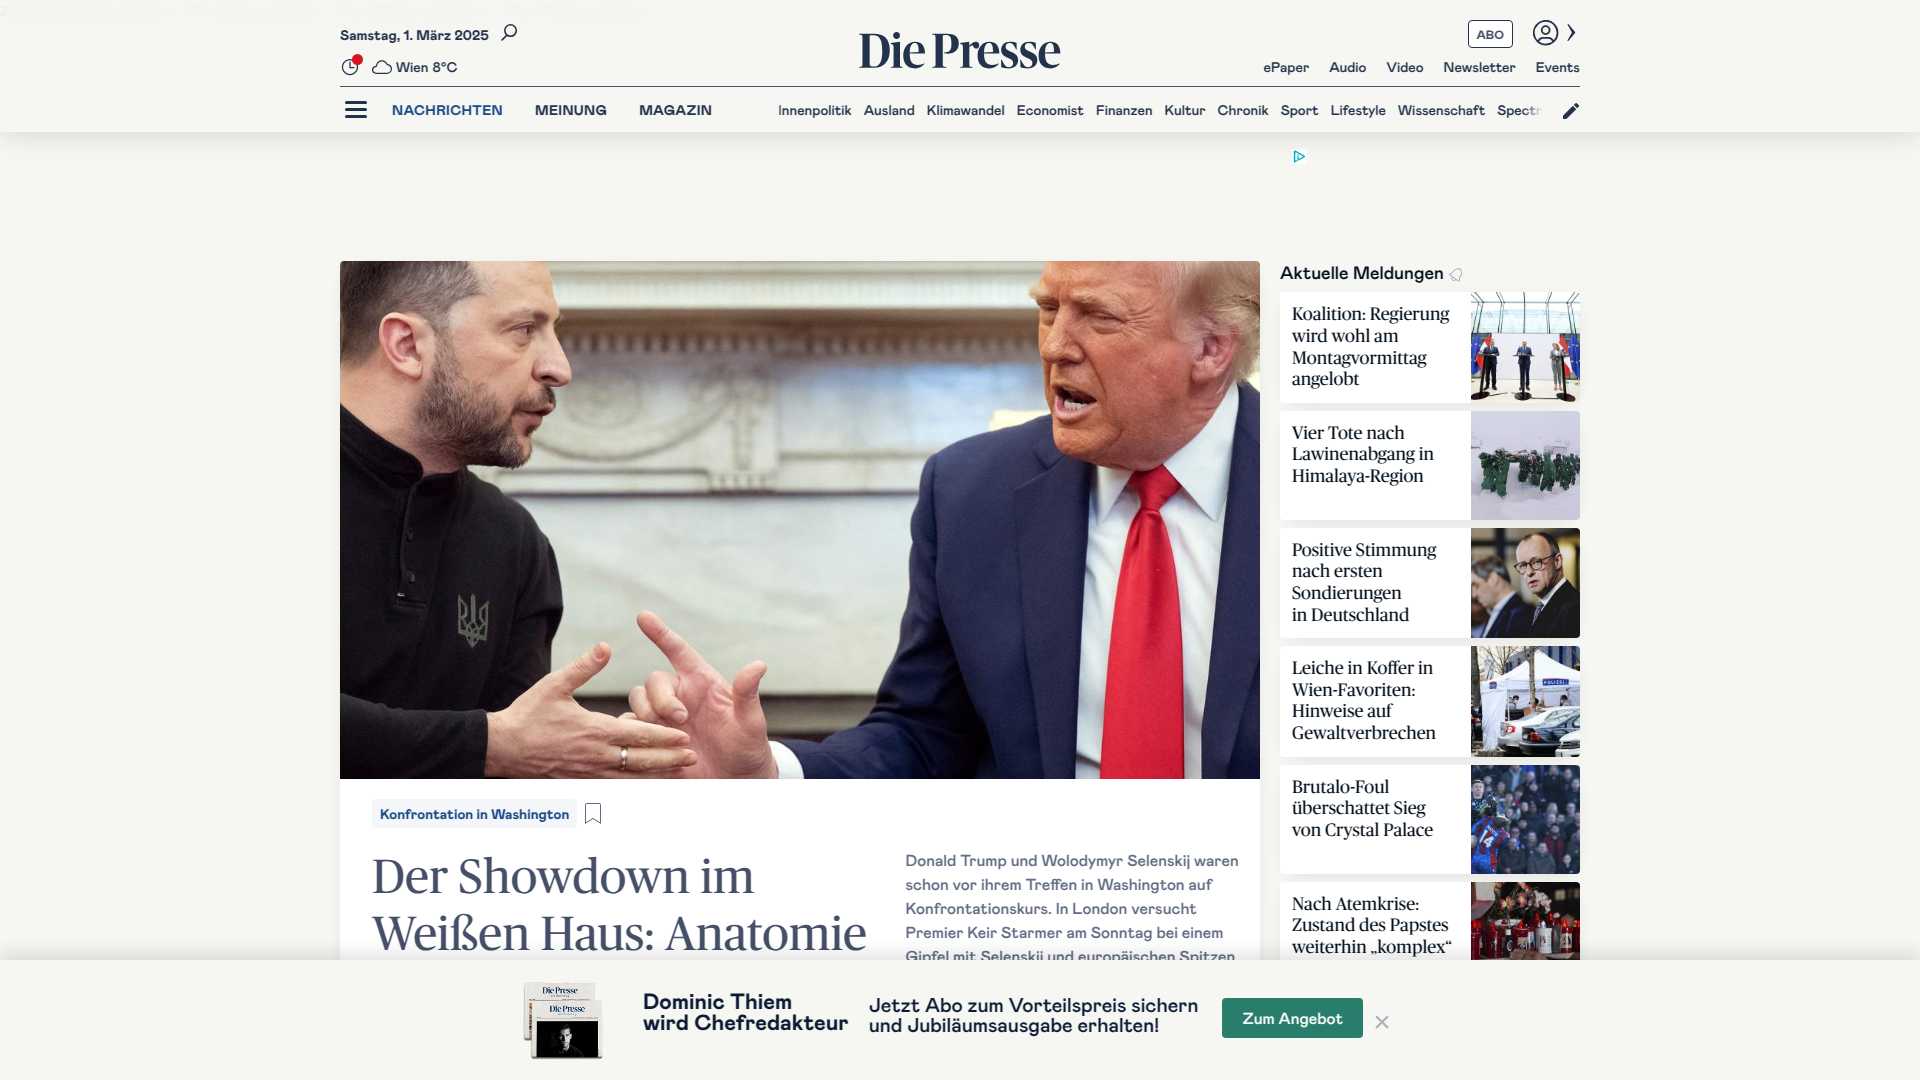 Samstag, 1. März 2025
Wien 8°C
Die Presse
ABO
ePaper Audio Video Newsletter Events
NACHRICHTEN MEINUNG MAGAZIN
Innenpolitik Ausland Klimawandel Economist Finanzen Kultur Chronik Sport Lifestyle Wissenschaft Spectr
Konfrontation in Washington
Der Showdown im
Weißen Haus: Anatomie
Donald Trump und Wolodymyr Selenskij waren
schon vor ihrem Treffen in Washington auf
Konfrontationskurs. In London versucht
Premier Keir Starmer am Sonntag bei einem
Gipfel mit Selenskij und europäischen Spitzen
Aktuelle Meldungen
Koalition: Regierung
wird wohl am
Montagvormittag
angelobt
Vier Tote nach
Lawinenabgang in
Himalaya-Region
Positive Stimmung
nach ersten
Sondierungen
in Deutschland
Leiche in Koffer in
Wien-Favoriten:
Hinweise auf
Gewaltverbrechen
POLIZEI
Brutalo-Foul
überschattet Sieg
von Crystal Palace
14
Nach Atemkrise:
Zustand des Papstes
weiterhin „komplex“
Die Presse
Die Presse
Dominic Thiem
wird Chefredakteur
Jetzt Abo zum Vorteilspreis sichern
und Jubiläumsausgabe erhalten!
Zum Angebot